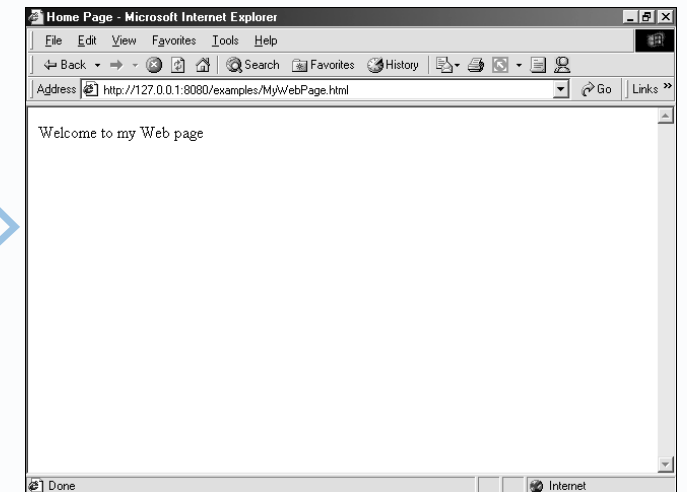 Home Page - Microsoft Internet Explorer
File Edit View Favorites Tools Help
Back Search Favorites History
Address http://127.0.0.1:8080/examples/MyWebPage.html Go Links »
Welcome to my Web page
Done Internet